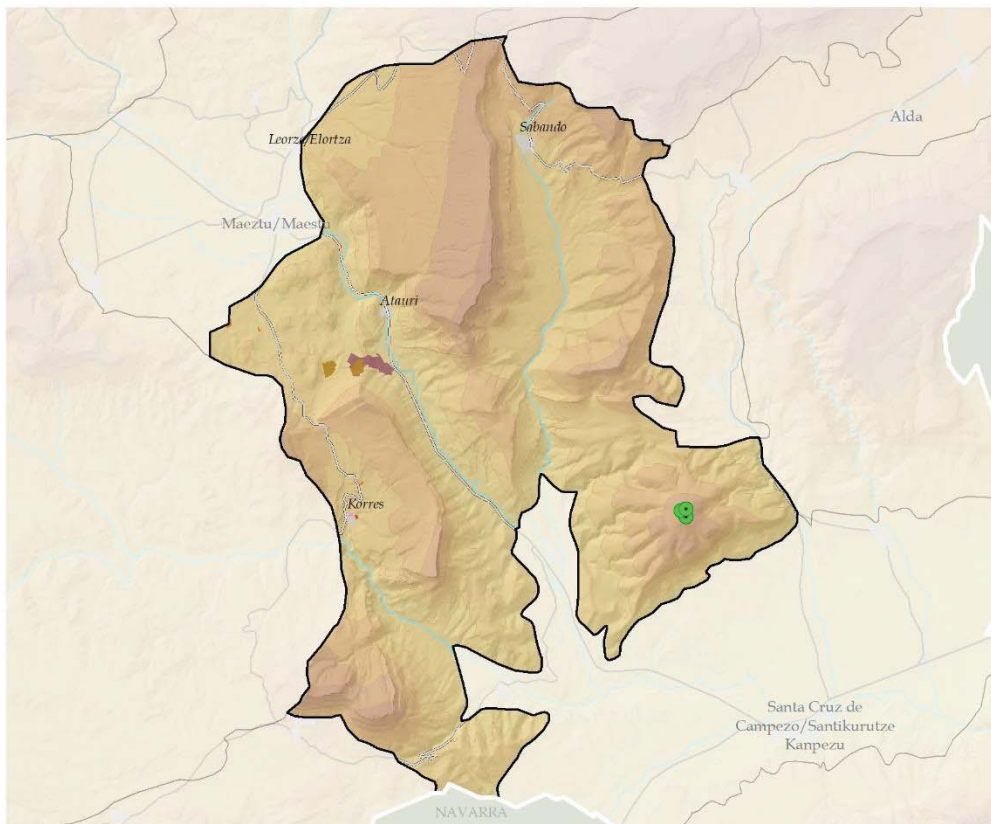 Sabando
Alda
Leorza/Elortza
Maeztu/Maestu
Atauri
Korres
Santa Cruz de
Campezo/Santikurutze
Kanpezu
NAVARRA